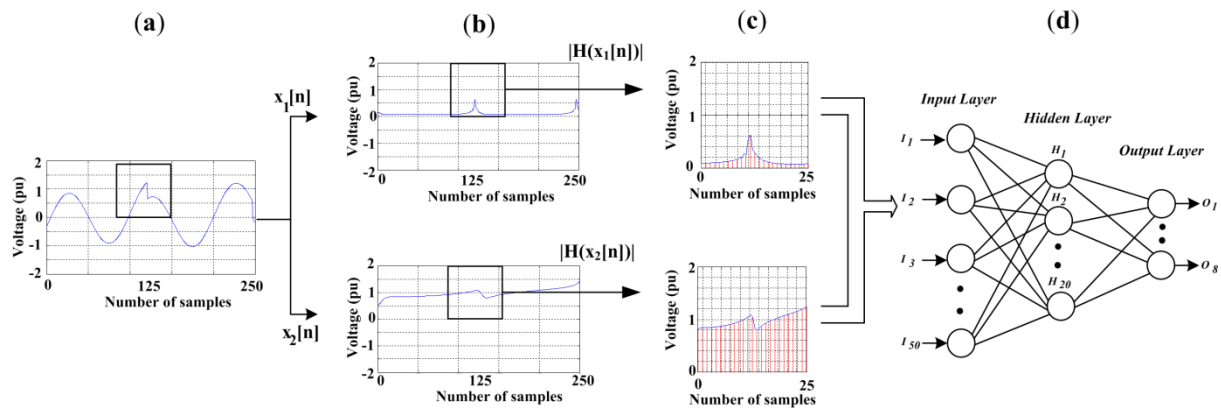 (a)
(b)
(c)
(d)
Voltage (pu)
2
1
0
-1
-2
0
125
250
Number of samples
x1[n]
x2[n]
|H(x1[n])|
Voltage (pu)
2
1
0
-1
-2
0
125
250
Number of samples
|H(x2[n])|
Voltage (pu)
2
1
0
-1
-2
0
125
250
Number of samples
Voltage (pu)
2
1
0
0
25
Number of samples
Voltage (pu)
2
1
0
0
25
Number of samples
Input Layer
Hidden Layer
Output Layer
I1
I2
I3
I50
H1
H2
H20
O1
O8